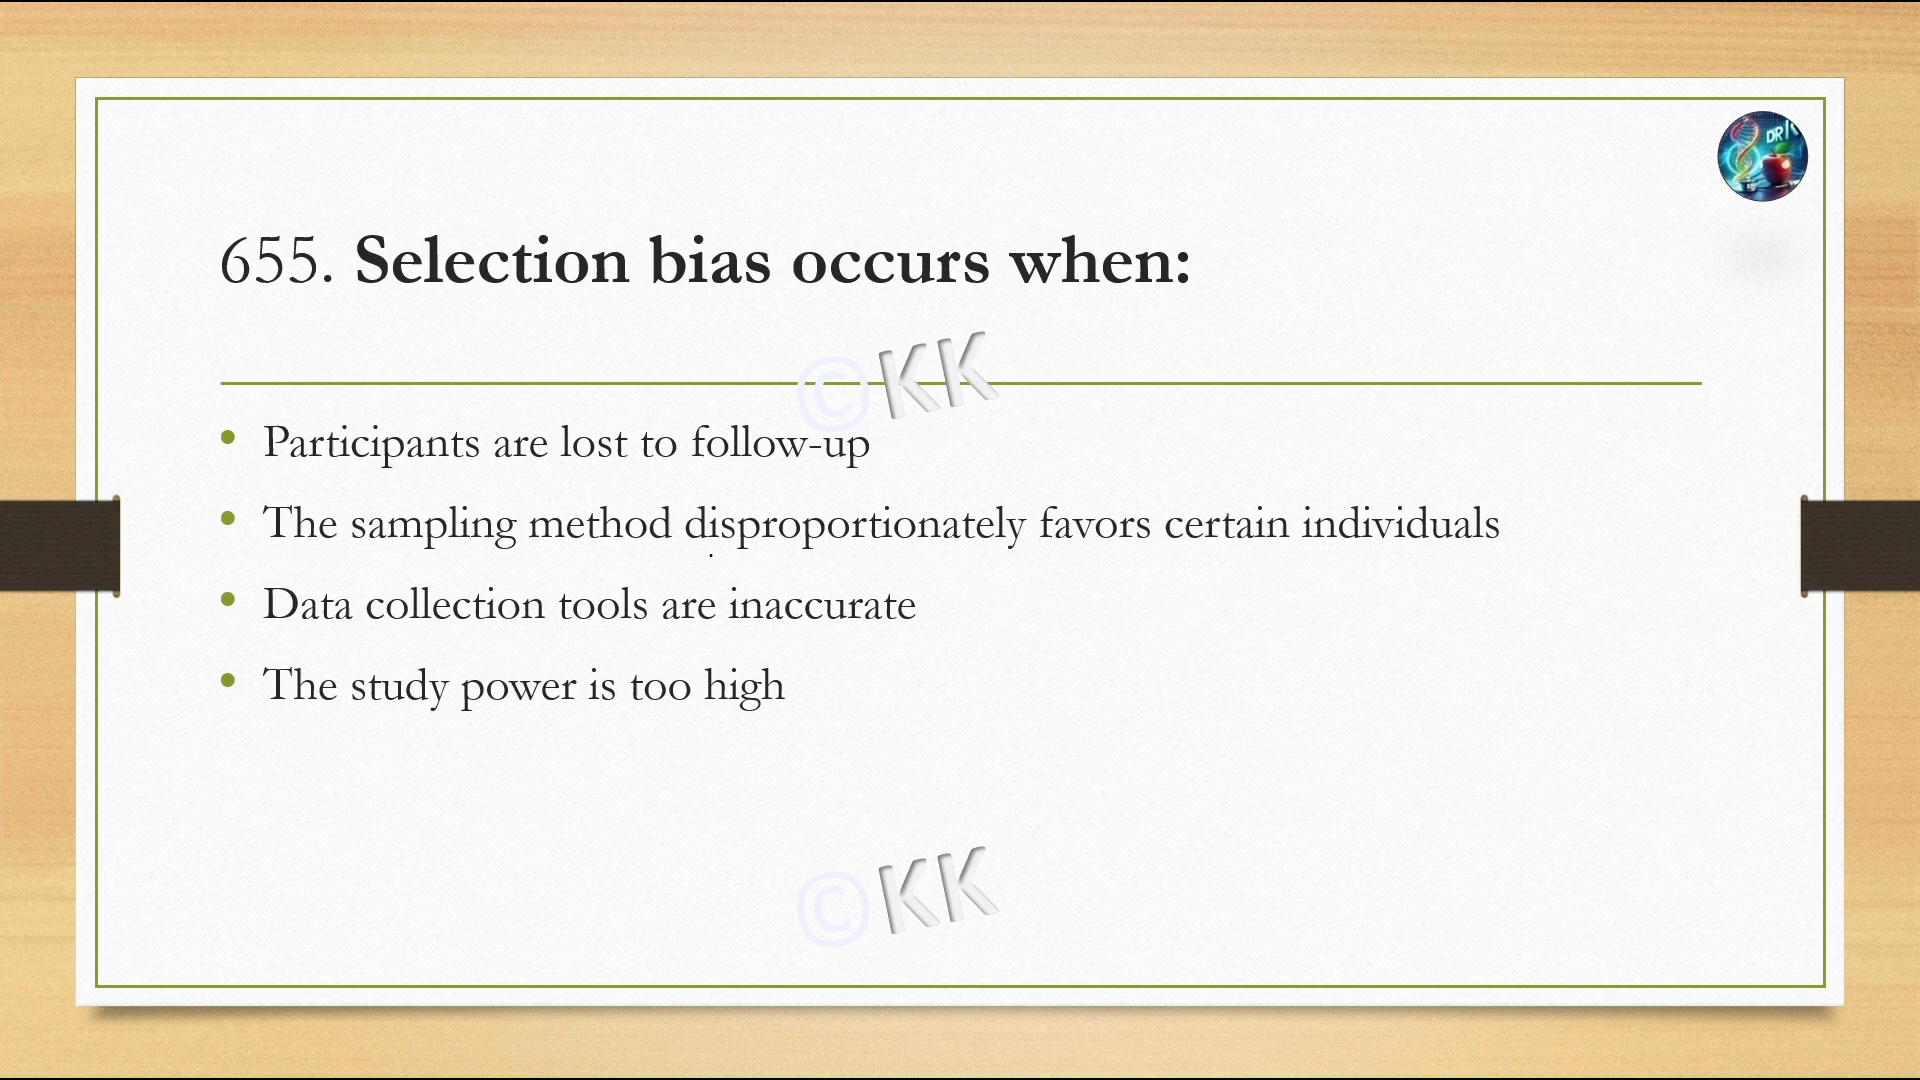 DR K
655. Selection bias occurs when:
©KK
• Participants are lost to follow-up
• The sampling method disproportionately favors certain individuals
• Data collection tools are inaccurate
• The study power is too high
©KK